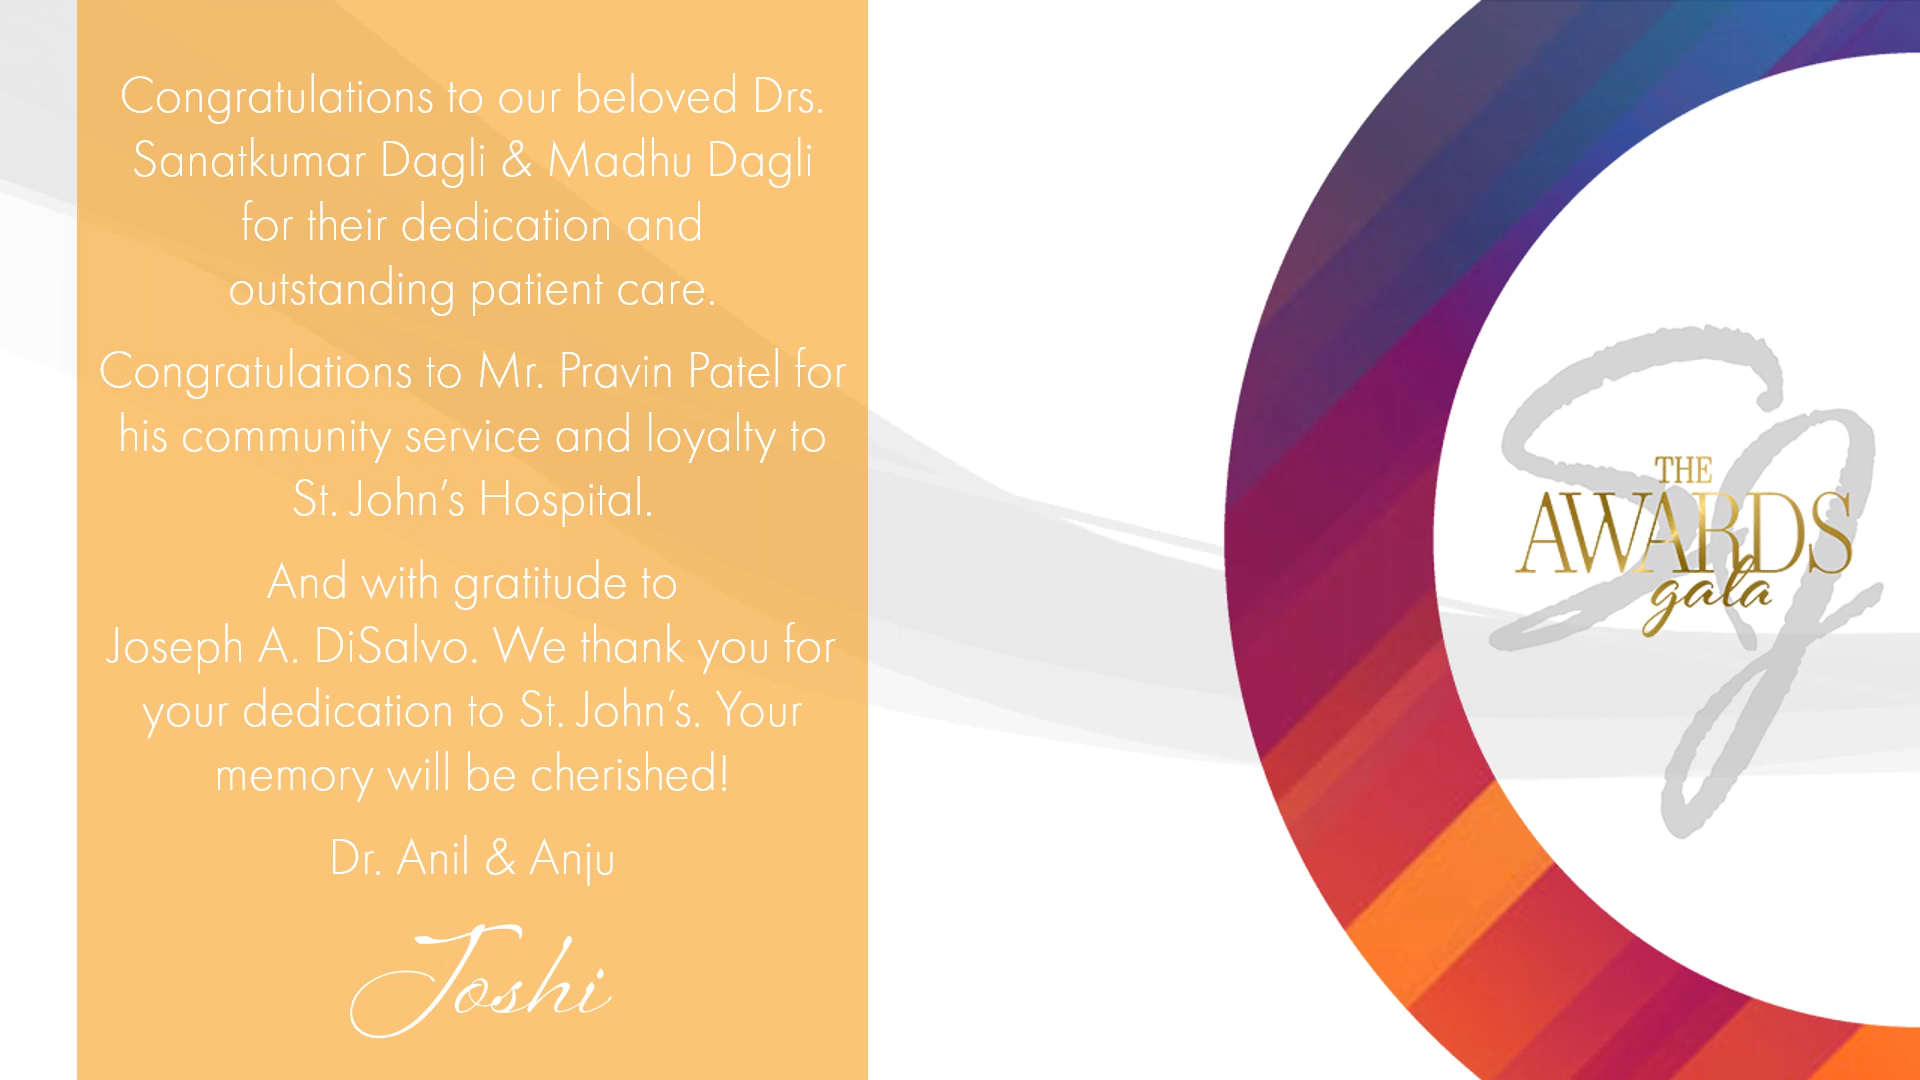 Congratulations to our beloved Drs.
Sanatkumar Dagli & Madhu Dagli
for their dedication and
outstanding patient care.
Congratulations to Mr. Pravin Patel for
his community service and loyalty to
St. John’s Hospital.
And with gratitude to
Joseph A. DiSalvo. We thank you for
your dedication to St. John’s. Your
memory will be cherished!
Dr. Anil & Anju
Joshi
SJ
THE
AWARDS
gala